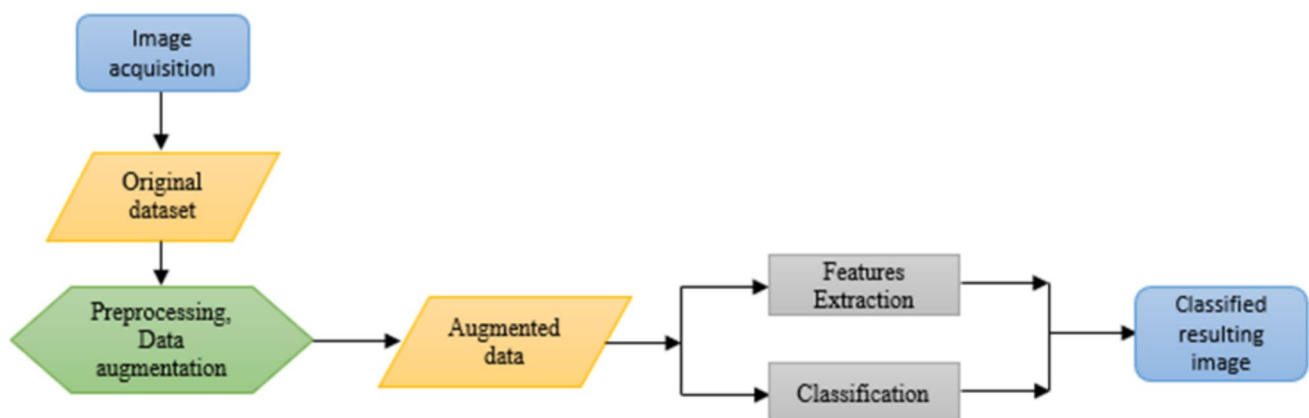 Image
acquisition
Original
dataset
Preprocessing,
Data
augmentation
Augmented
data
Features
Extraction
Classification
Classified
resulting
image